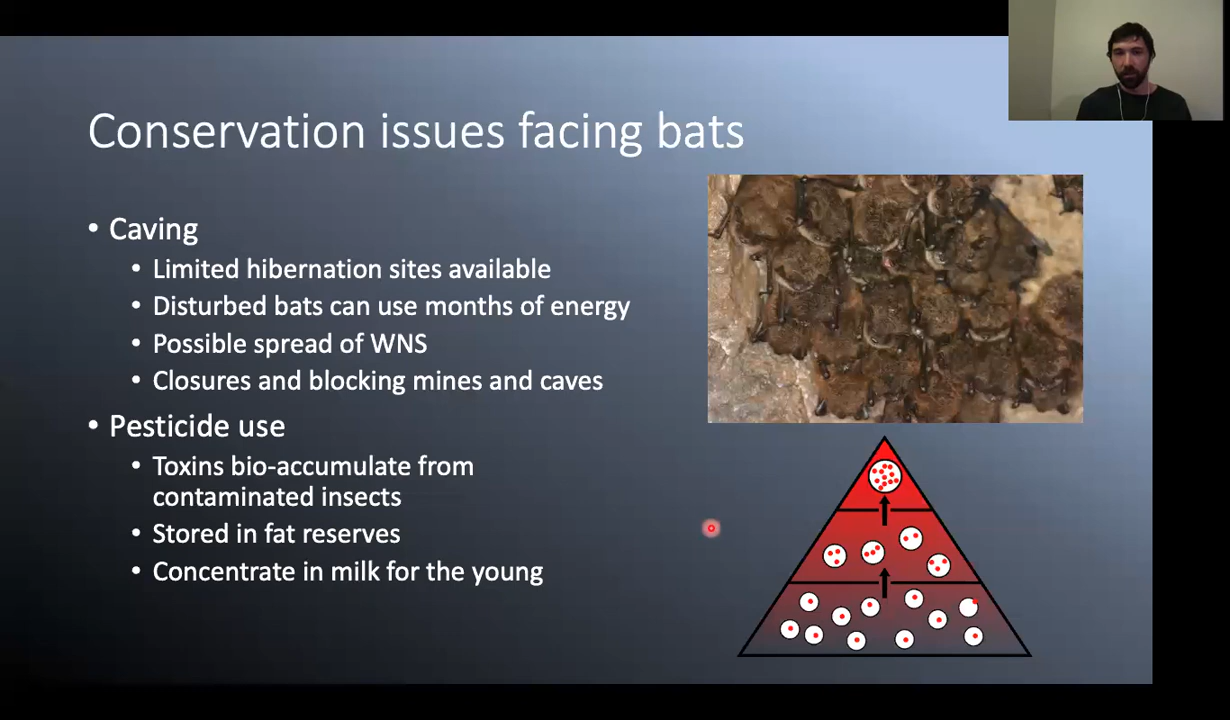 Conservation issues facing bats
• Caving
• Limited hibernation sites available
• Disturbed bats can use months of energy
• Possible spread of WNS
• Closures and blocking mines and caves
• Pesticide use
• Toxins bio-accumulate from
contaminated insects
• Stored in fat reserves
• Concentrate in milk for the young